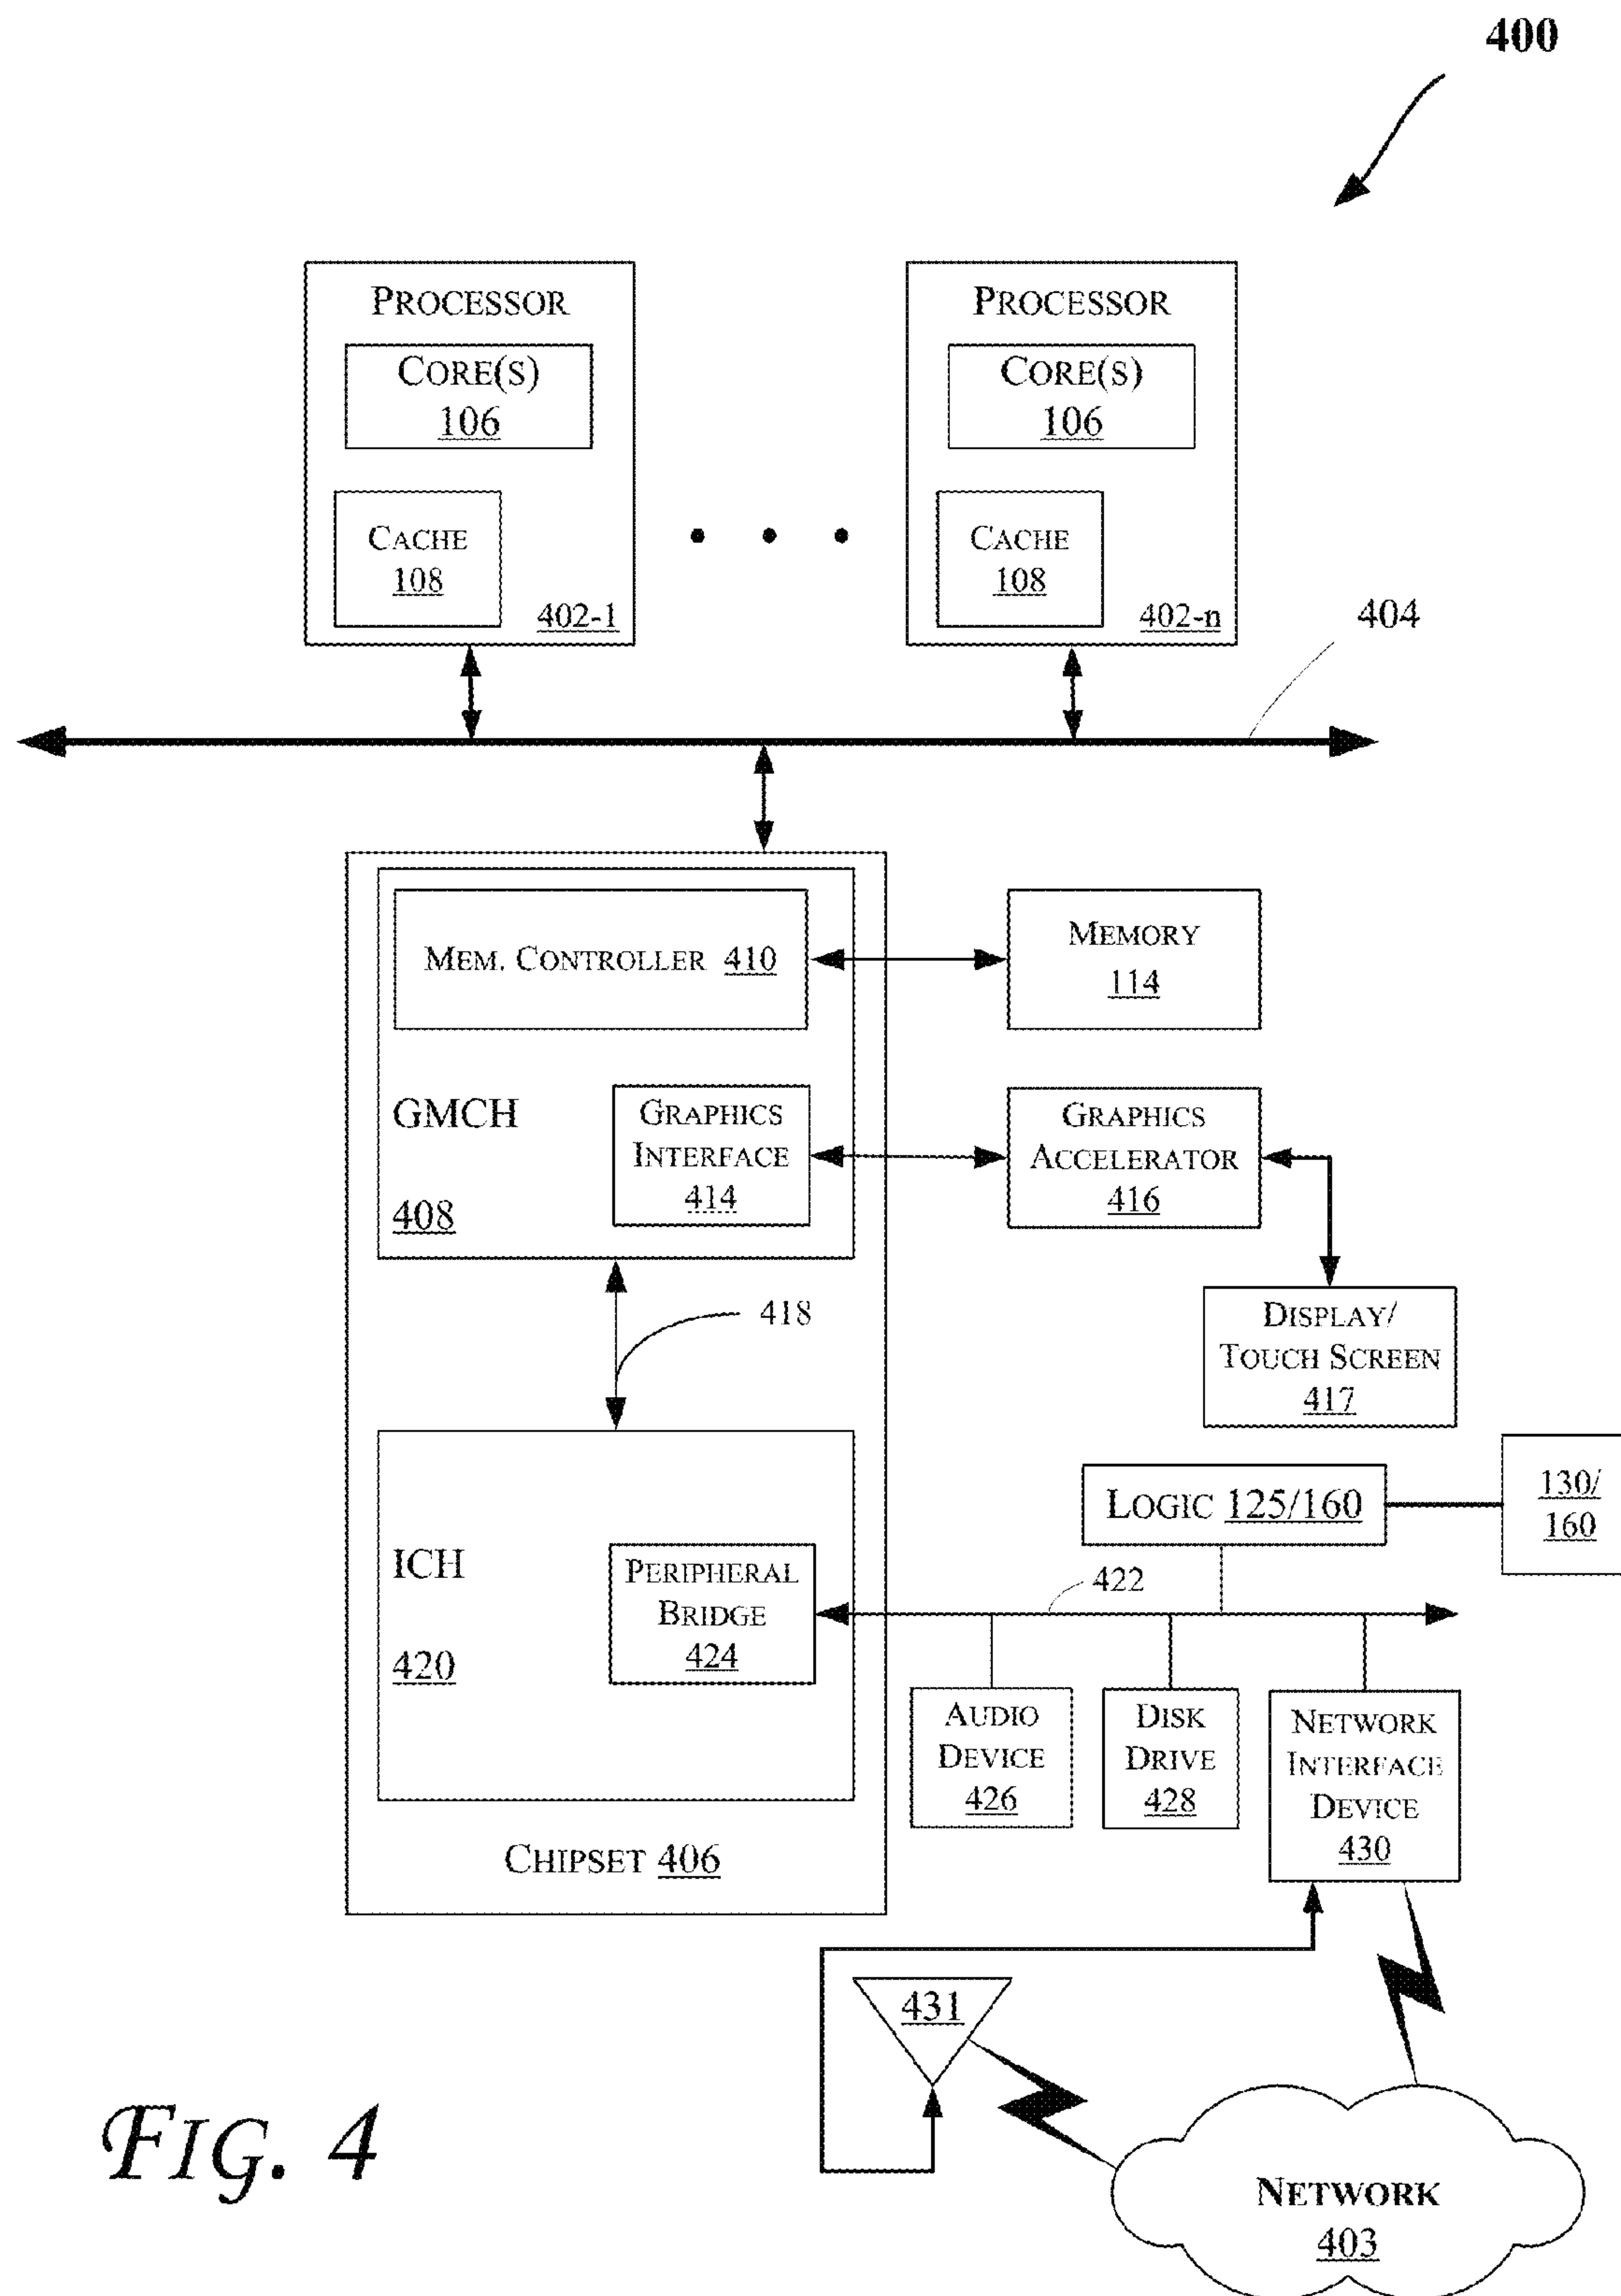 400
PROCESSOR
CORE(S)
106
CACHE
108
402-1
PROCESSOR
CORE(S)
106
CACHE
108
402-n
404
MEM. CONTROLLER 410
MEMORY
114
GMCH
408
GRAPHICS
INTERFACE
414
GRAPHICS
ACCELERATOR
416
418
DISPLAY/
TOUCH SCREEN
417
LOGIC 125/160
130/
160
ICH
420
PERIPHERAL
BRIDGE
424
422
AUDIO
DEVICE
426
DISK
DRIVE
428
NETWORK
INTERFACE
DEVICE
430
CHIPSET 406
431
NETWORK
403
FIG. 4